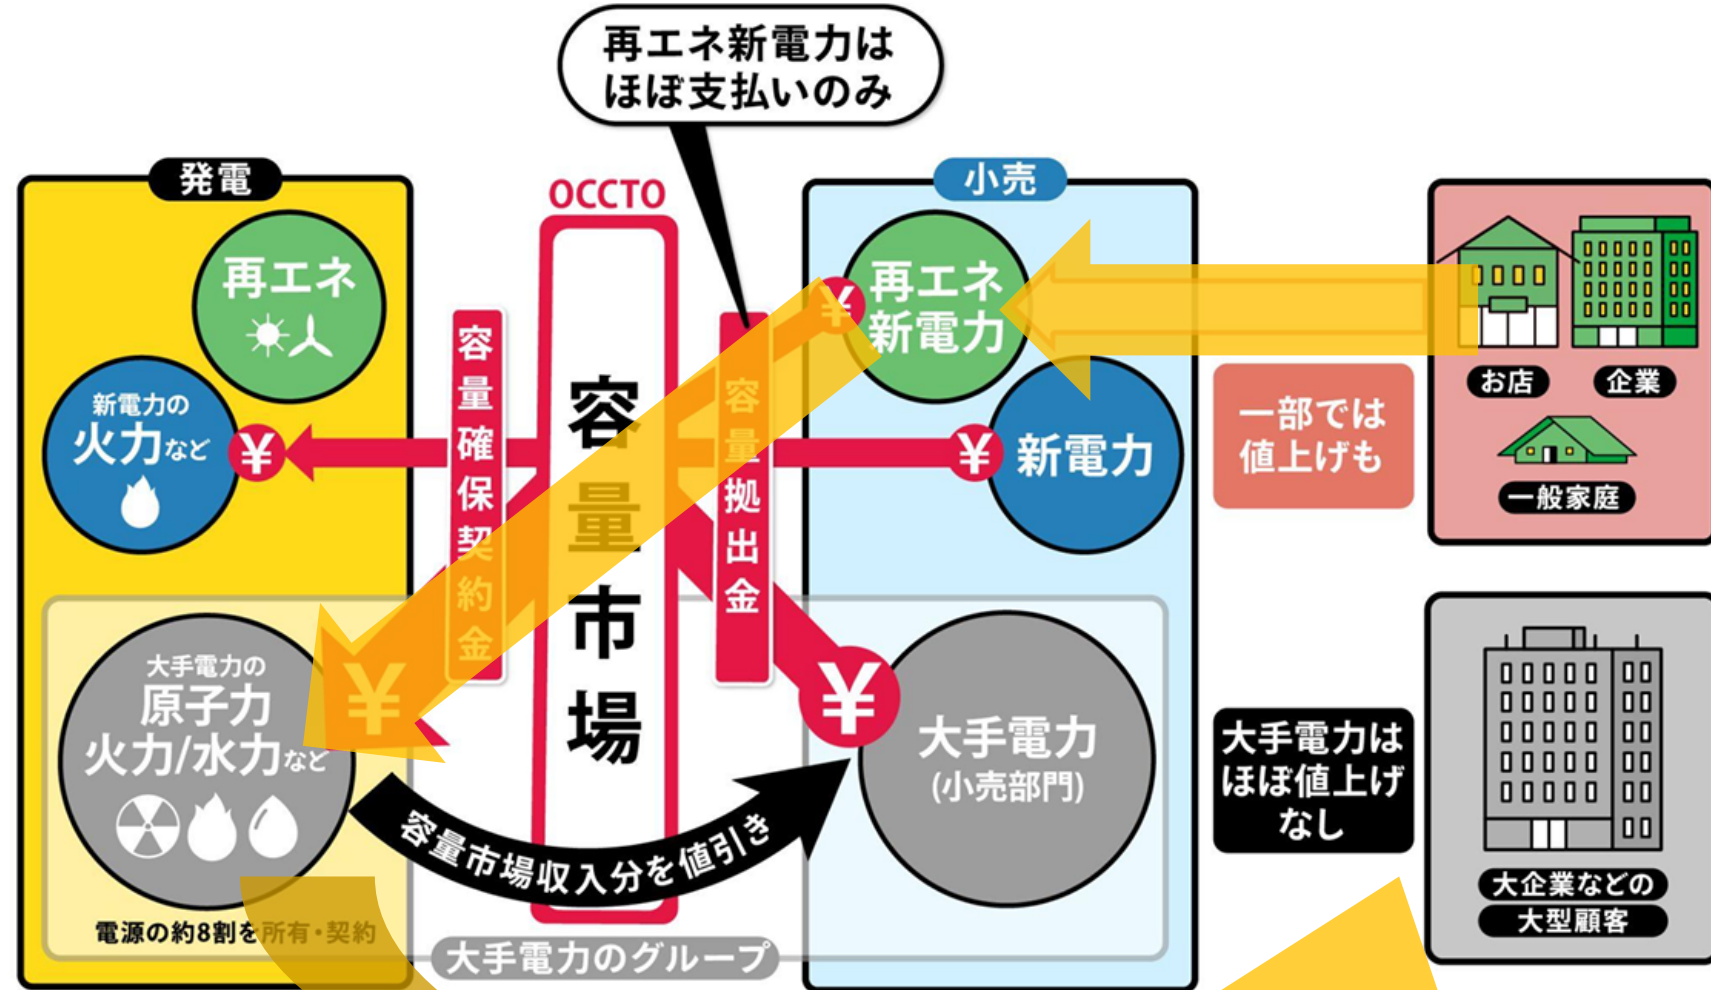 再エネ新電力は
ほぼ支払いのみ
発電
再エネ
新電力の
火力など
¥
大手電力の
原子力
火力/水力など
¥
電源の約8割を所有・契約
OCCTO
容量市場
容量確保契約金
容量拠出金
容量市場収入分を値引き
大手電力のグループ
小売
¥
再エネ
新電力
¥
新電力
¥
大手電力
(小売部門)
一部では
値上げも
お店
企業
一般家庭
大手電力は
ほぼ値上げ
なし
大企業などの
大型顧客